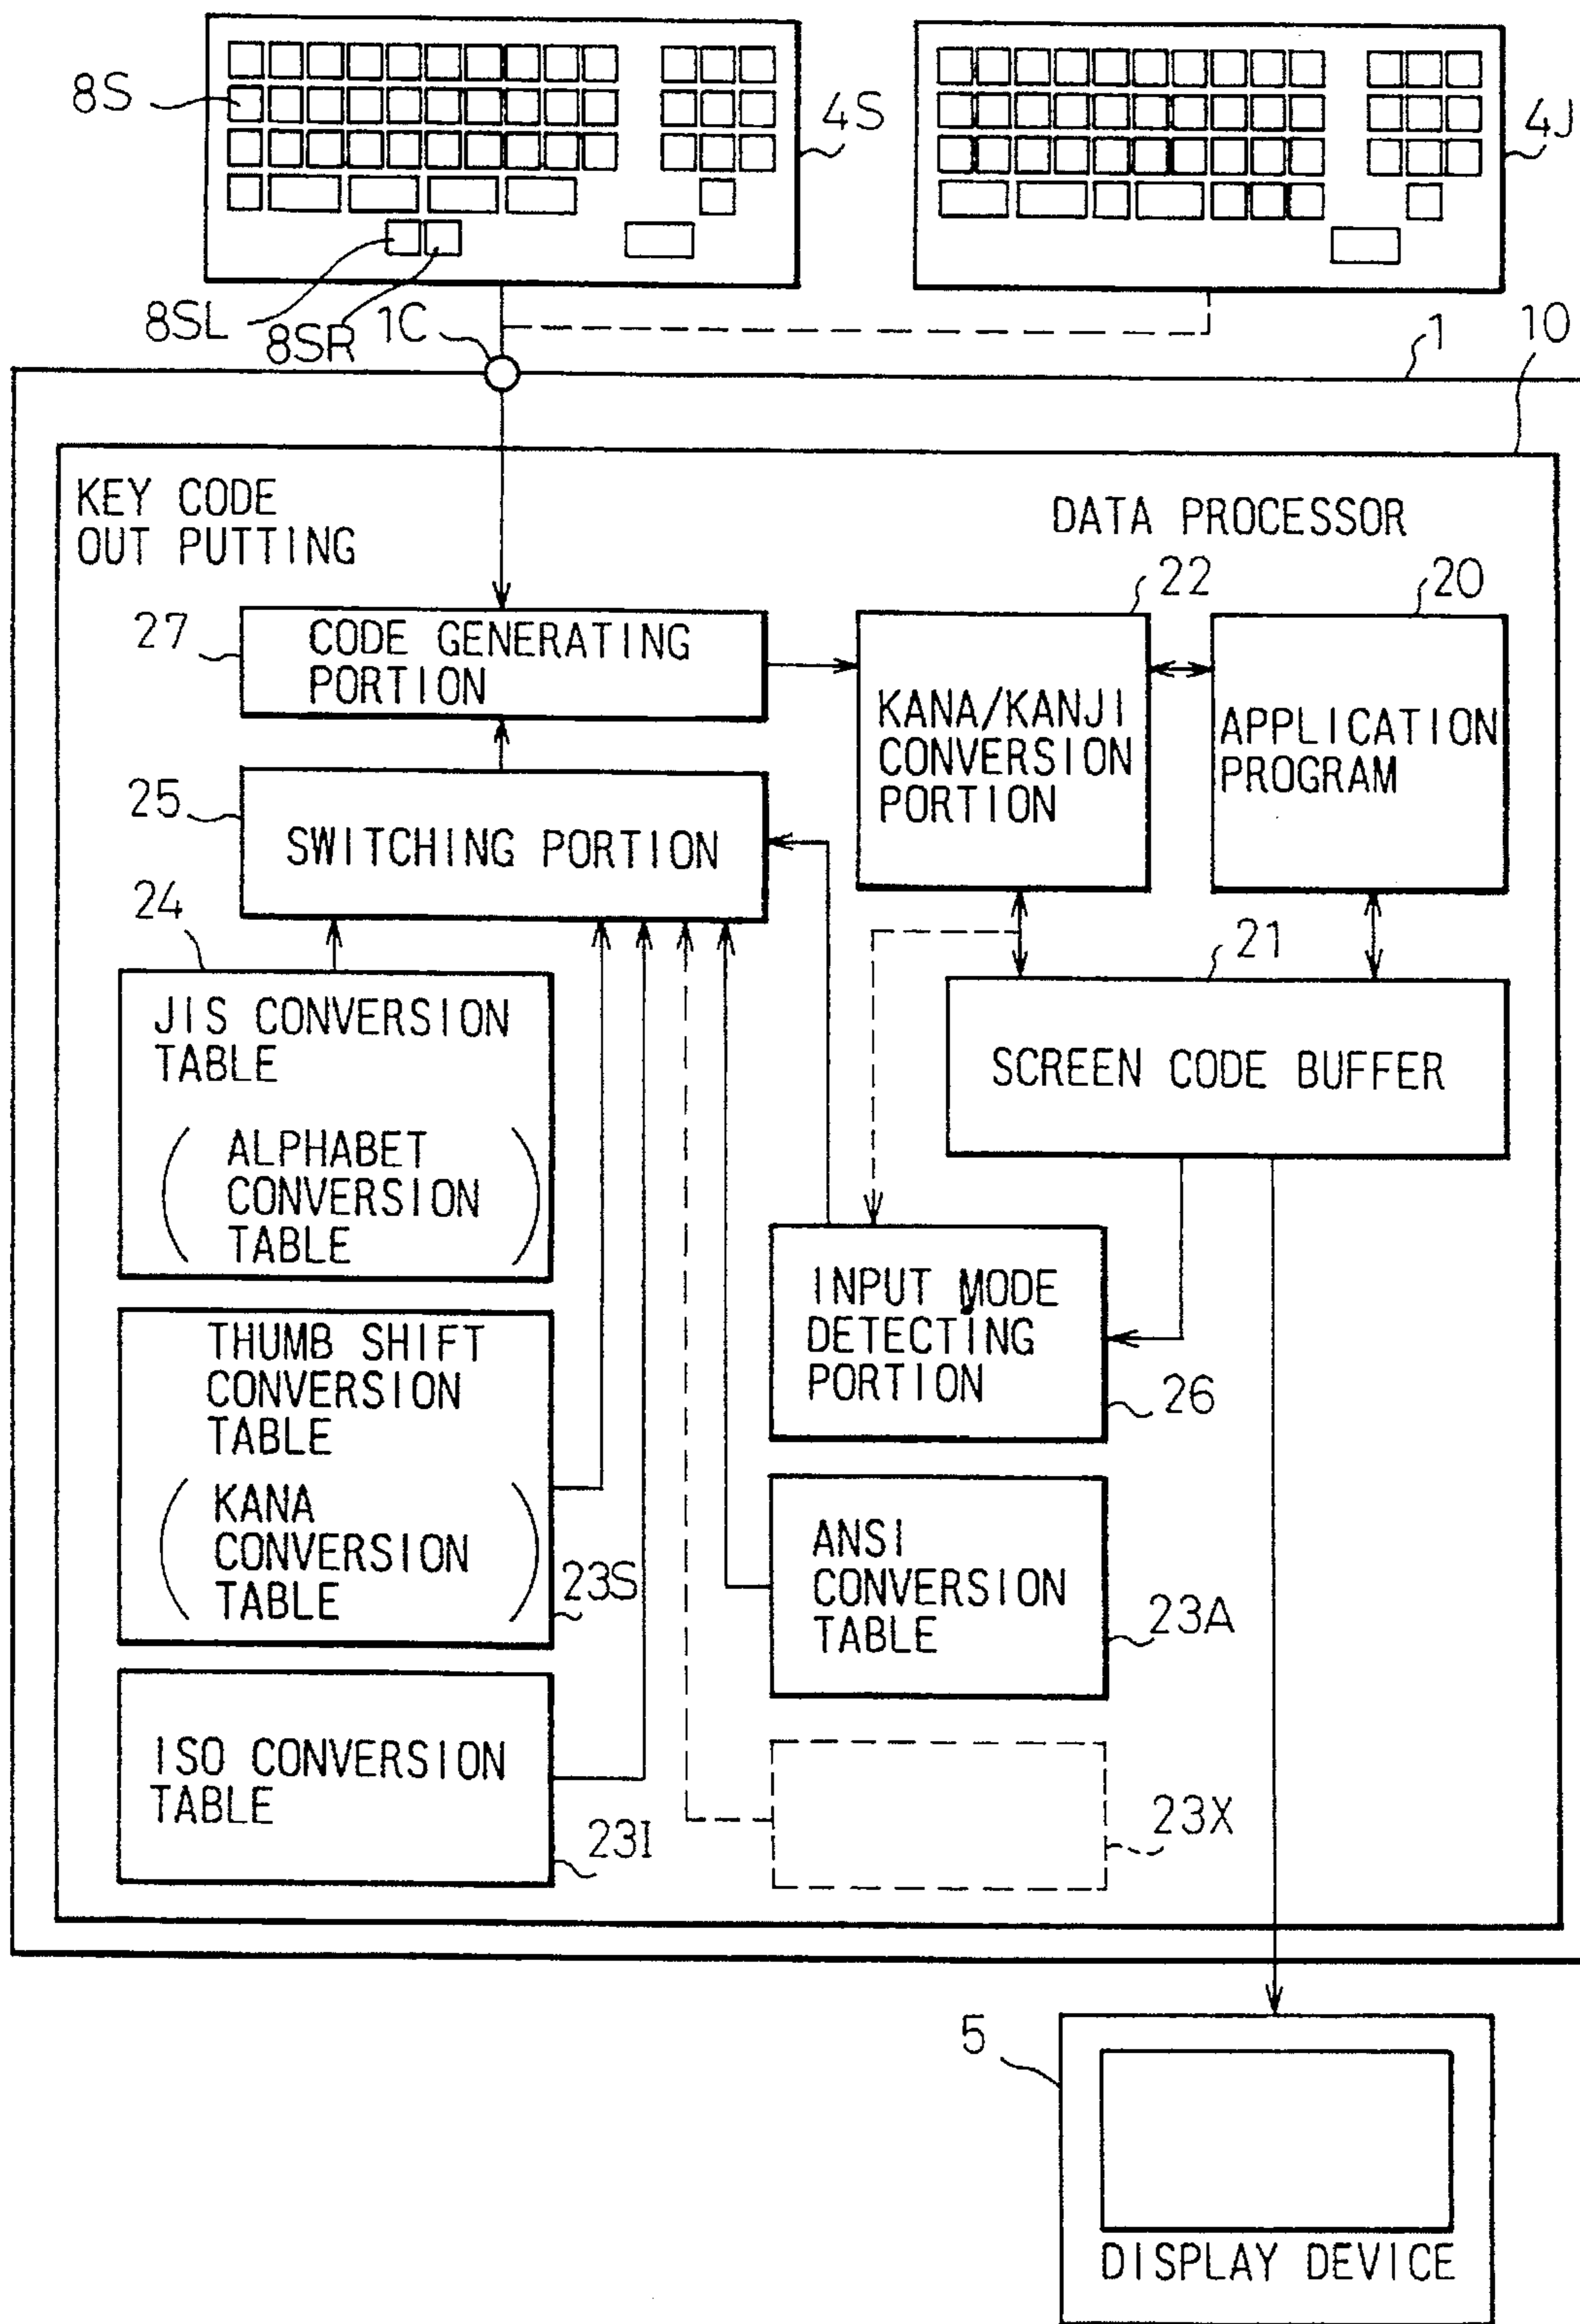 8S
4S
4J
8SL
8SR
1C
1
10
KEY CODE
OUT PUTTING
DATA PROCESSOR
27
CODE GENERATING
PORTION
22
KANA/KANJI
CONVERSION
PORTION
20
APPLICATION
PROGRAM
25
SWITCHING PORTION
24
JIS CONVERSION
TABLE
ALPHABET
CONVERSION
TABLE
21
SCREEN CODE BUFFER
INPUT MODE
DETECTING
PORTION
26
THUMB SHIFT
CONVERSION
TABLE
KANA
CONVERSION
TABLE
23S
ANSI
CONVERSION
TABLE
23A
ISO CONVERSION
TABLE
23I
23X
5
DISPLAY DEVICE